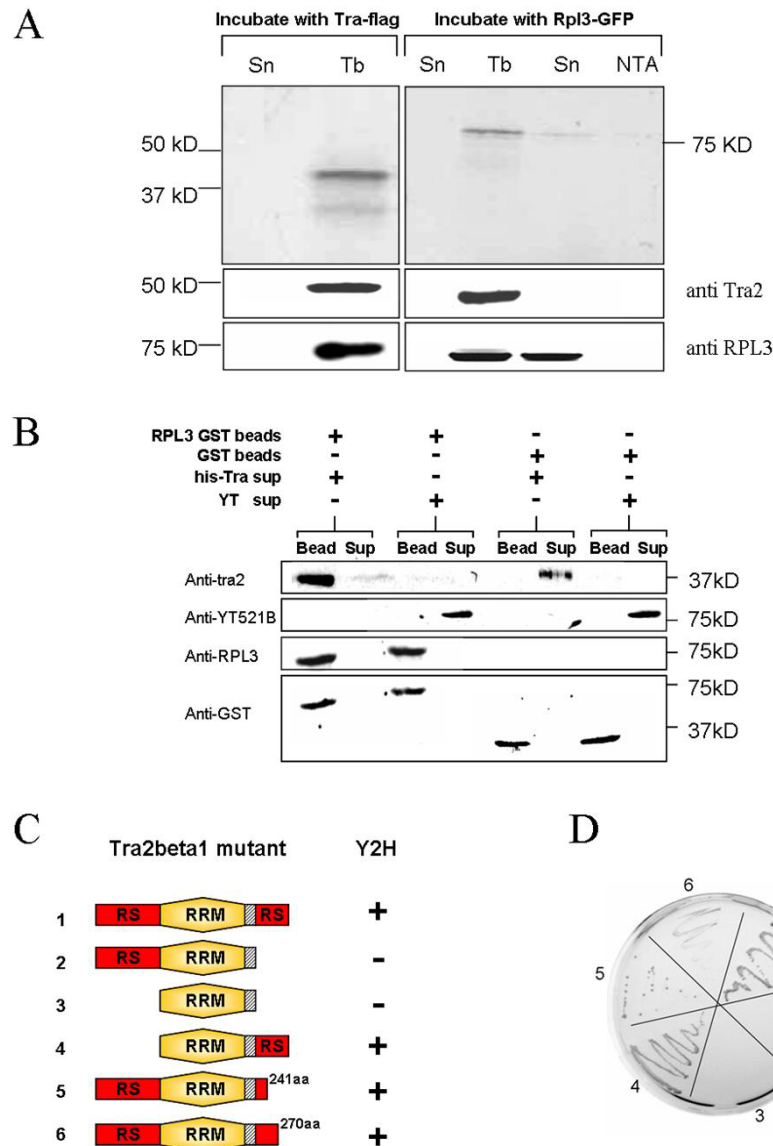 A
Incubate with Tra-flag Incubate with Rpl3-GFP
Sn Tb Sn Tb Sn NTA
50 kD
37 kD
75 KD
50 kD anti Tra2
75 kD anti RPL3
B
RPL3 GST beads + + - -
GST beads - - + +
his-Tra sup + - + -
YT sup - + - +
Bead Sup Bead Sup Bead Sup Bead Sup
Anti-tra2 37kD
Anti-YT521B 75kD
Anti-RPL3 75kD
75kD
Anti-GST 37kD
C
Tra2beta1 mutant Y2H
1 RS RRM RS +
2 RS RRM -
3 RRM -
4 RRM RS +
5 RS RRM 241aa +
6 RS RRM 270aa +
D
6
5
4
3